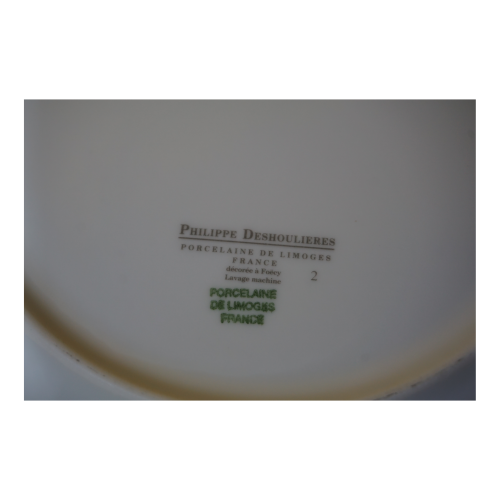 PHILIPPE DESHOULIERES
PORCELAINE DE LIMOGES
FRANCE
décorée à Foëcy
Lavage machine
2
PORCELAINE
DE LIMOGES
FRANCE